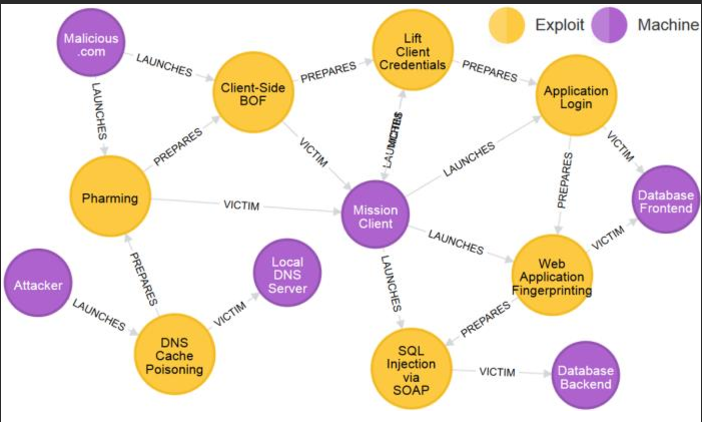 Exploit
Machine
Malicious
.com
LAUNCHES
Client-Side
BOF
PREPARES
Lift
Client
Credentials
PREPARES
Application
Login
LAUNCHES
PREPARES
VICTIM
LAUNCHES
VICTIM
PREPARES
Pharming
VICTIM
Mission
Client
Database
Frontend
LAUNCHES
VICTIM
PREPARES
Attacker
LAUNCHES
Local
DNS
Server
VICTIM
LAUNCHES
Web
Application
Fingerprinting
PREPARES
DNS
Cache
Poisoning
SQL
Injection
via
SOAP
VICTIM
Database
Backend